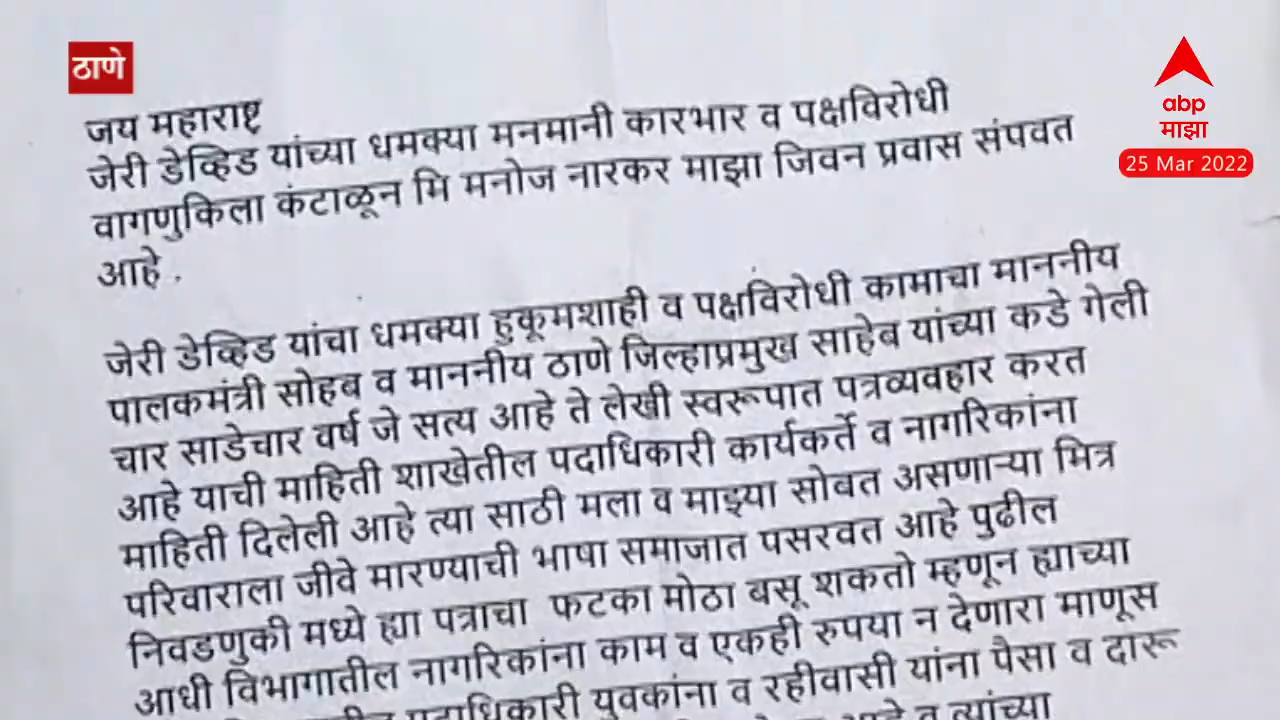 ठाणे
abp
माझा
25 Mar 2022
जय महाराष्ट्र
जेरी डेव्हिड यांच्या धमक्या मनमानी कारभार व पक्षविरोधी
वागणुकिला कंटाळून मि मनोज नारकर माझा जिवन प्रवास संपवत
आहे .
जेरी डेव्हिड यांचा धमक्या हुकूमशाही व पक्षविरोधी कामाचा माननीय
पालकमंत्री सोहब व माननीय ठाणे जिल्हाप्रमुख साहेब यांच्या कडे गेली
चार साडेचार वर्ष जे सत्य आहे ते लेखी स्वरूपात पत्रव्यवहार करत
आहे याची माहिती शाखेतील पदाधिकारी कार्यकर्ते व नागरिकांना
माहिती दिलेली आहे त्या साठी मला व माझ्या सोबत असणाऱ्या मित्र
परिवाराला जीवे मारण्याची भाषा समाजात पसरवत आहे पुढील
निवडणुकी मध्ये ह्या पत्राचा फटका मोठा बसू शकतो म्हणून ह्याच्या
आधी विभागातील नागरिकांना काम व एकही रुपया न देणारा माणूस
पदाधिकारी युवकांना व रहीवासी यांना पैसा व दारू
आहे व त्यांच्या